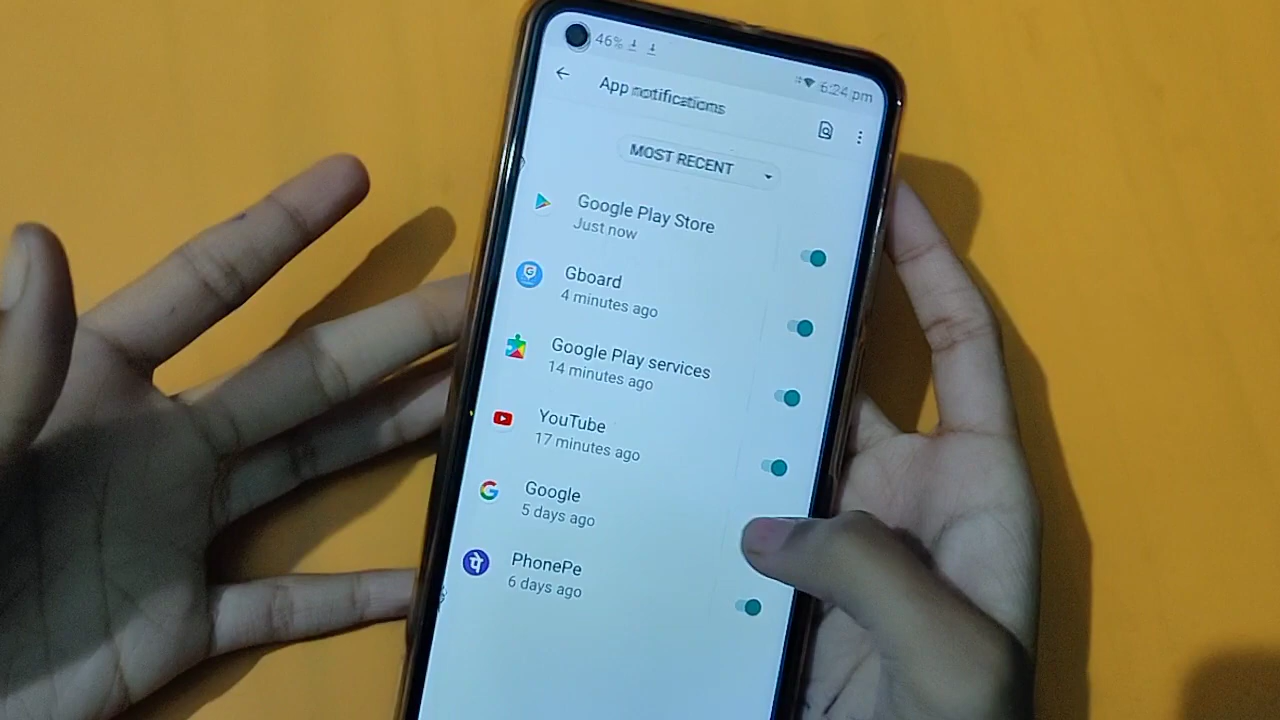 46%
6:24 pm
App notifications
MOST RECENT
Google Play Store
Just now
Gboard
4 minutes ago
Google Play services
14 minutes ago
YouTube
17 minutes ago
Google
5 days ago
PhonePe
6 days ago